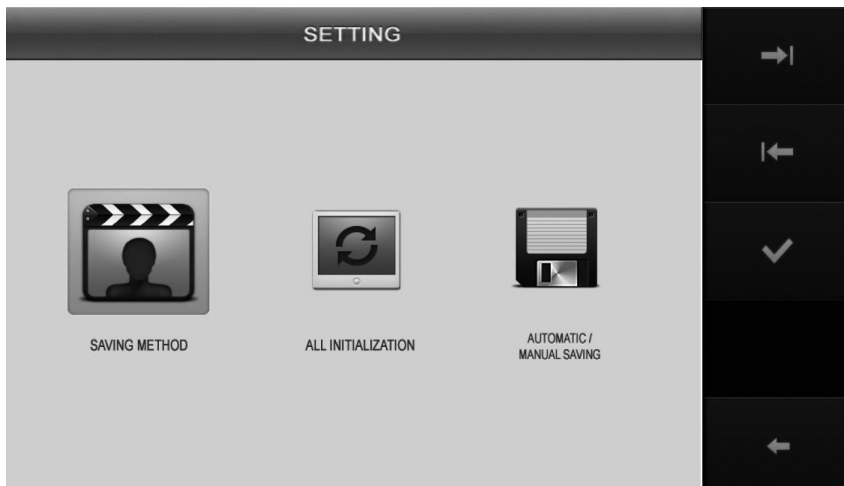 SETTING
SAVING METHOD
ALL INITIALIZATION
AUTOMATIC /
MANUAL SAVING